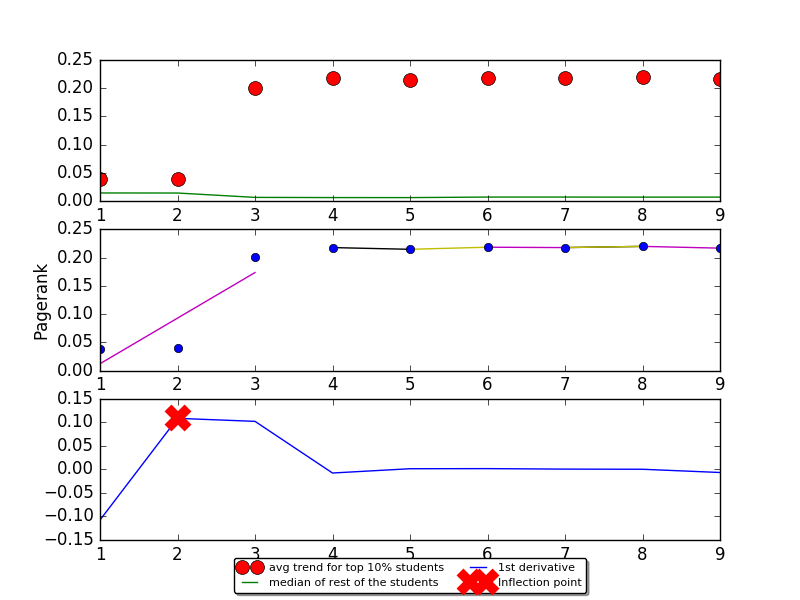 0.25
0.20
0.15
0.10
0.05
0.00
1 2 3 4 5 6 7 8 9
Pagerank
0.25
0.20
0.15
0.10
0.05
0.00
1 2 3 4 5 6 7 8 9
0.15
0.10
0.05
0.00
−0.05
−0.10
−0.15
1 2 3 4 5 6 7 8 9
avg trend for top 10% students
median of rest of the students
1st derivative
Inflection point